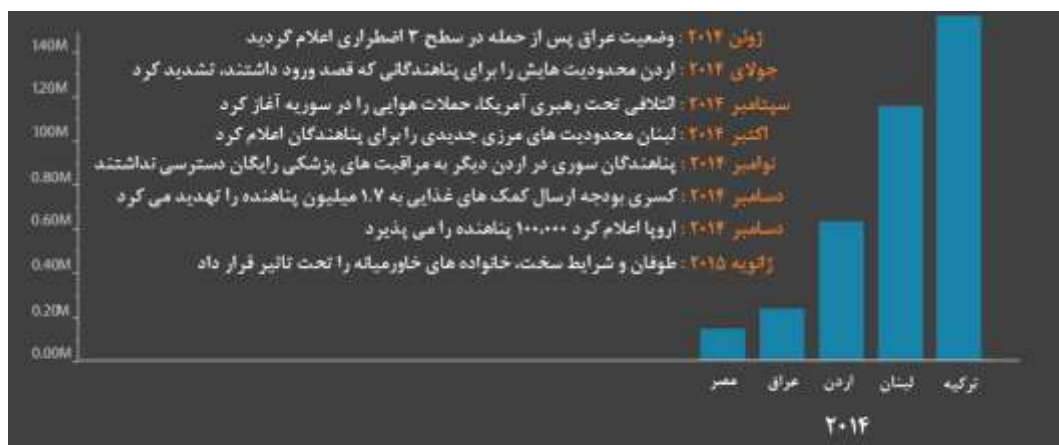 ژوئن ۲۰۱۴ : وضعیت عراق پس از حمله در سطح ۳ اضطراری اعلام گردید
جولای ۲۰۱۴ : اردن محدودیت هایش را برای پناهندگانی که قصد ورود داشتند، تشدید کرد
سپتامبر ۲۰۱۴ : ائتلافی تحت رهبری آمریکا، حملات هوایی را در سوریه آغاز کرد
اکتبر ۲۰۱۴ : لبنان محدودیت های مرزی جدیدی را برای پناهندگان اعلام کرد
نوامبر ۲۰۱۴ : پناهندگان سوری در اردن دیگر به مراقبت های پزشکی رایگان دسترسی نداشتند
دسامبر ۲۰۱۴ : کسری بودجه ارسال کمک های غذایی به ۱.۷ میلیون پناهنده را تهدید می کرد
دسامبر ۲۰۱۴ : اروپا اعلام کرد ۱۰۰،۰۰۰ پناهنده را می پذیرد
ژانویه ۲۰۱۵ : طوفان و شرایط سخت، خانواده های خاورمیانه را تحت تاثیر قرار داد
140M
120M
100M
0.80M
0.60M
0.40M
0.20M
0.00M
ترکیه لبنان اردن عراق مصر
۲۰۱۴